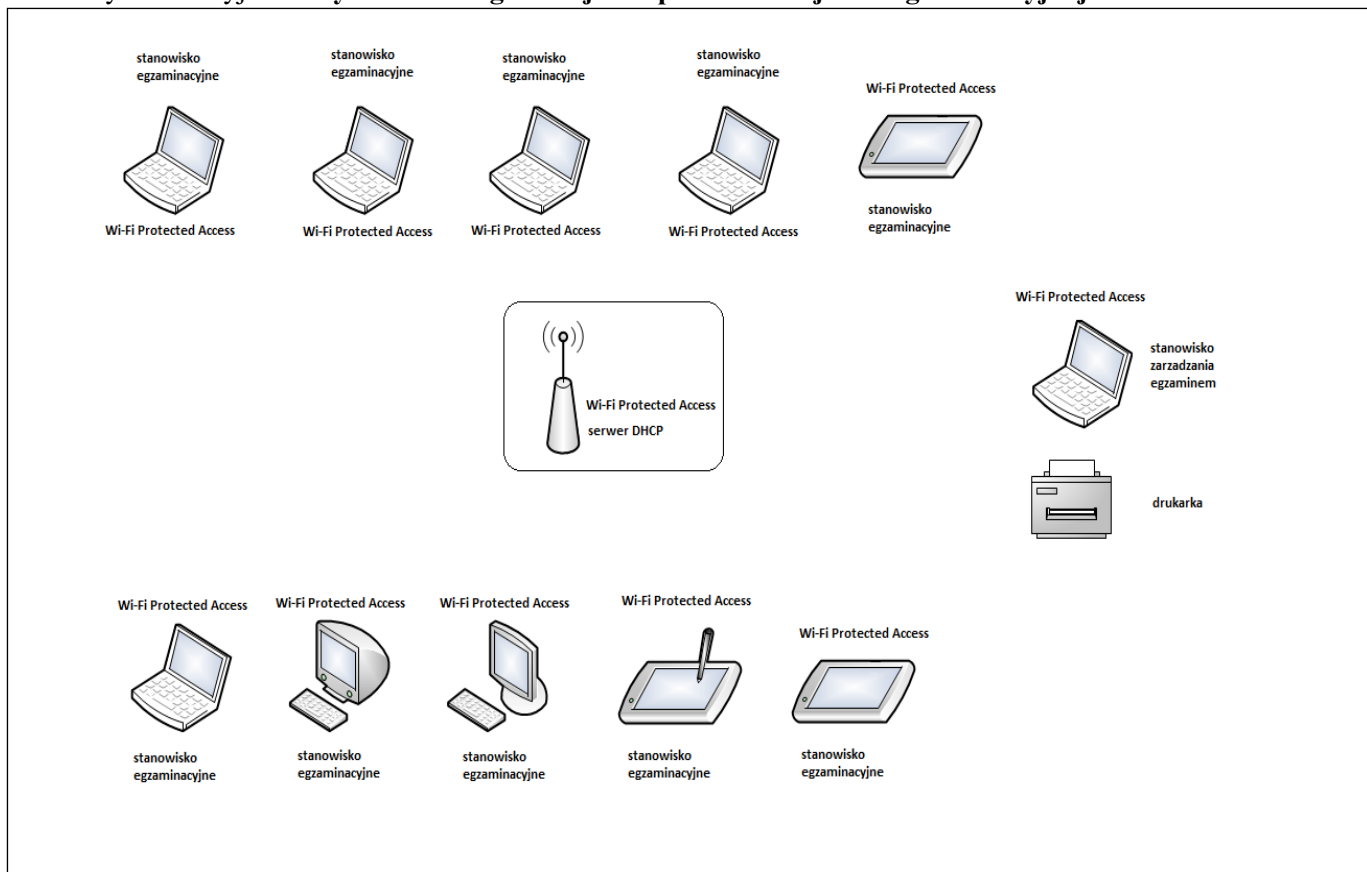 stanowisko
egzaminacyjne
stanowisko
egzaminacyjne
stanowisko
egzaminacyjne
stanowisko
egzaminacyjne
Wi-Fi Protected Access
Wi-Fi Protected Access
Wi-Fi Protected Access
Wi-Fi Protected Access
Wi-Fi Protected Access
stanowisko
egzaminacyjne
Wi-Fi Protected Access
stanowisko
zarzadzania
egzaminem
Wi-Fi Protected Access
serwer DHCP
drukarka
Wi-Fi Protected Access
Wi-Fi Protected Access
Wi-Fi Protected Access
Wi-Fi Protected Access
Wi-Fi Protected Access
stanowisko
egzaminacyjne
stanowisko
egzaminacyjne
stanowisko
egzaminacyjne
stanowisko
egzaminacyjne
stanowisko
egzaminacyjne